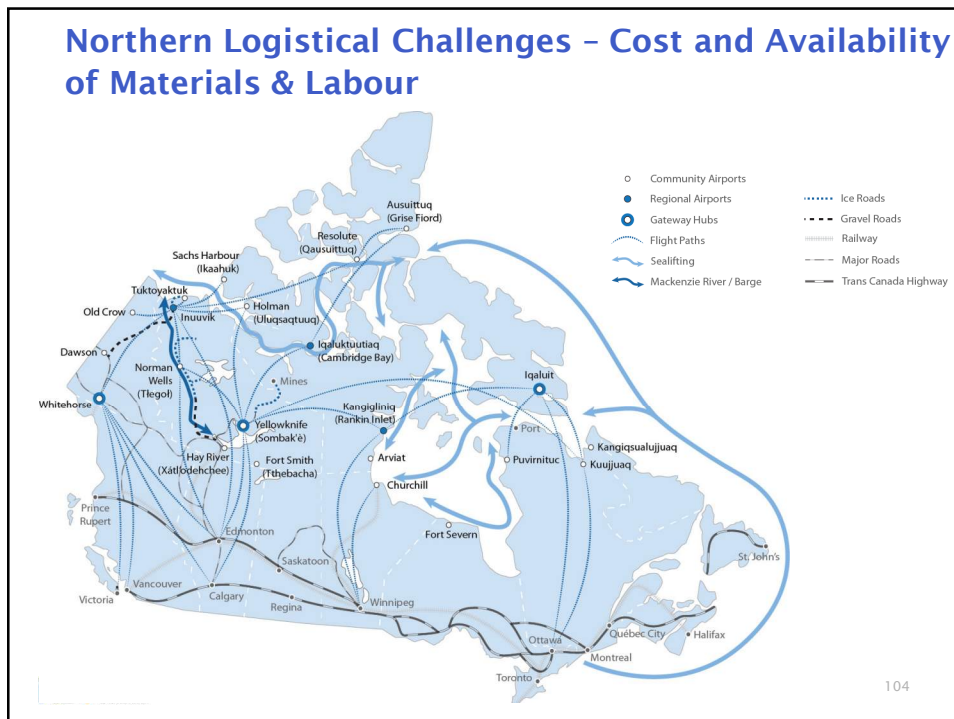 Northern Logistical Challenges – Cost and Availability
of Materials & Labour
Community Airports
Regional Airports
Gateway Hubs
Flight Paths
Sealifting
Mackenzie River / Barge
Ice Roads
Gravel Roads
Railway
Major Roads
Trans Canada Highway
Ausuittuq
(Grise Fiord)
Resolute
(Qausuittuq)
Sachs Harbour
(Ikaahuk)
Tuktoyaktuk
Old Crow
Inuuvik
Holman
(Uluqsaqtuuq)
Dawson
Iqaluktuutiaq
(Cambridge Bay)
Norman
Wells
(Tłegoł)
Mines
Iqaluit
Whitehorse
Kangigliniq
(Rankin Inlet)
Yellowknife
(Sombak'è)
Port
Hay River
(Xátł'odehchee)
Fort Smith
(Tthebacha)
Arviat
Puvirnituc
Kangiqsualujjuaq
Kuujjuaq
Churchill
Prince
Rupert
Fort Severn
Edmonton
St. John's
Saskatoon
Vancouver
Victoria
Calgary
Regina
Winnipeg
Ottawa
Québec City
Halifax
Montreal
Toronto
104